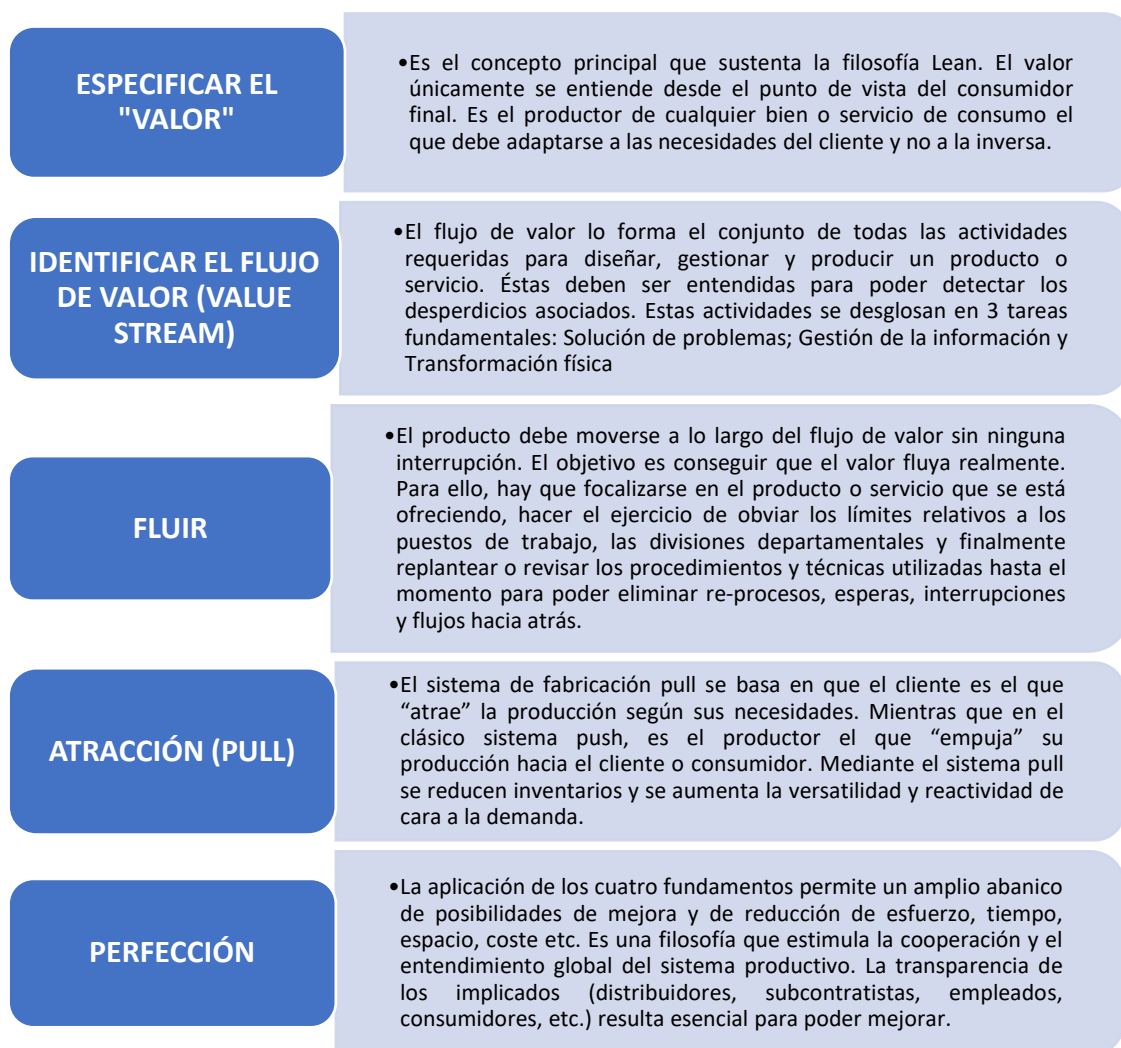 ESPECIFICAR EL
"VALOR"
•Es el concepto principal que sustenta la filosofía Lean. El valor
únicamente se entiende desde el punto de vista del consumidor
final. Es el productor de cualquier bien o servicio de consumo el
que debe adaptarse a las necesidades del cliente y no a la inversa.
IDENTIFICAR EL FLUJO
DE VALOR (VALUE
STREAM)
•El flujo de valor lo forma el conjunto de todas las actividades
requeridas para diseñar, gestionar y producir un producto o
servicio. Éstas deben ser entendidas para poder detectar los
desperdicios asociados. Estas actividades se desglosan en 3 tareas
fundamentales: Solución de problemas; Gestión de la información y
Transformación física
FLUIR
•El producto debe moverse a lo largo del flujo de valor sin ninguna
interrupción. El objetivo es conseguir que el valor fluya realmente.
Para ello, hay que focalizarse en el producto o servicio que se está
ofreciendo, hacer el ejercicio de obviar los límites relativos a los
puestos de trabajo, las divisiones departamentales y finalmente
replantear o revisar los procedimientos y técnicas utilizadas hasta el
momento para poder eliminar re-procesos, esperas, interrupciones
y flujos hacia atrás.
ATRACCIÓN (PULL)
•El sistema de fabricación pull se basa en que el cliente es el que
“atrae” la producción según sus necesidades. Mientras que en el
clásico sistema push, es el productor el que “empuja” su
producción hacia el cliente o consumidor. Mediante el sistema pull
se reducen inventarios y se aumenta la versatilidad y reactividad de
cara a la demanda.
PERFECCIÓN
•La aplicación de los cuatro fundamentos permite un amplio abanico
de posibilidades de mejora y de reducción de esfuerzo, tiempo,
espacio, coste etc. Es una filosofía que estimula la cooperación y el
entendimiento global del sistema productivo. La transparencia de
los implicados (distribuidores, subcontratistas, empleados,
consumidores, etc.) resulta esencial para poder mejorar.